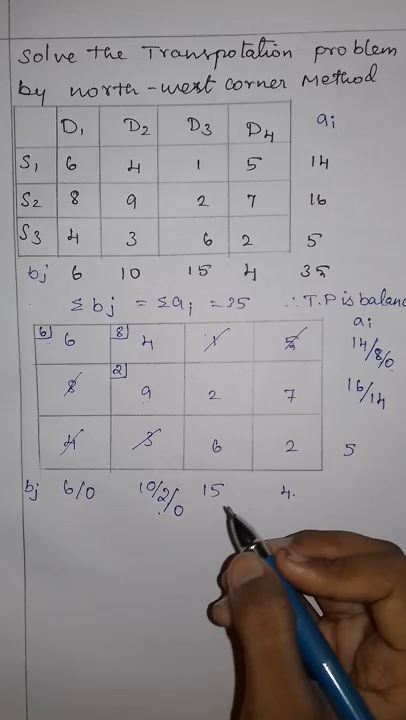 Solve the Transpotation problem
by north-west corner Method
D1 D2 D3 D4 ai
S1 6 4 1 5 14
S2 8 9 2 7 16
S3 4 3 6 2 5
bj 6 10 15 4 35
Σbj = Σai = 35 ∴ T.P is balanc
ai
6 6 8 4 1 5 14/8/0
8 2 9 2 7 16/14
4 3 6 2 5
bj 6/0 10/2/0 15 4.